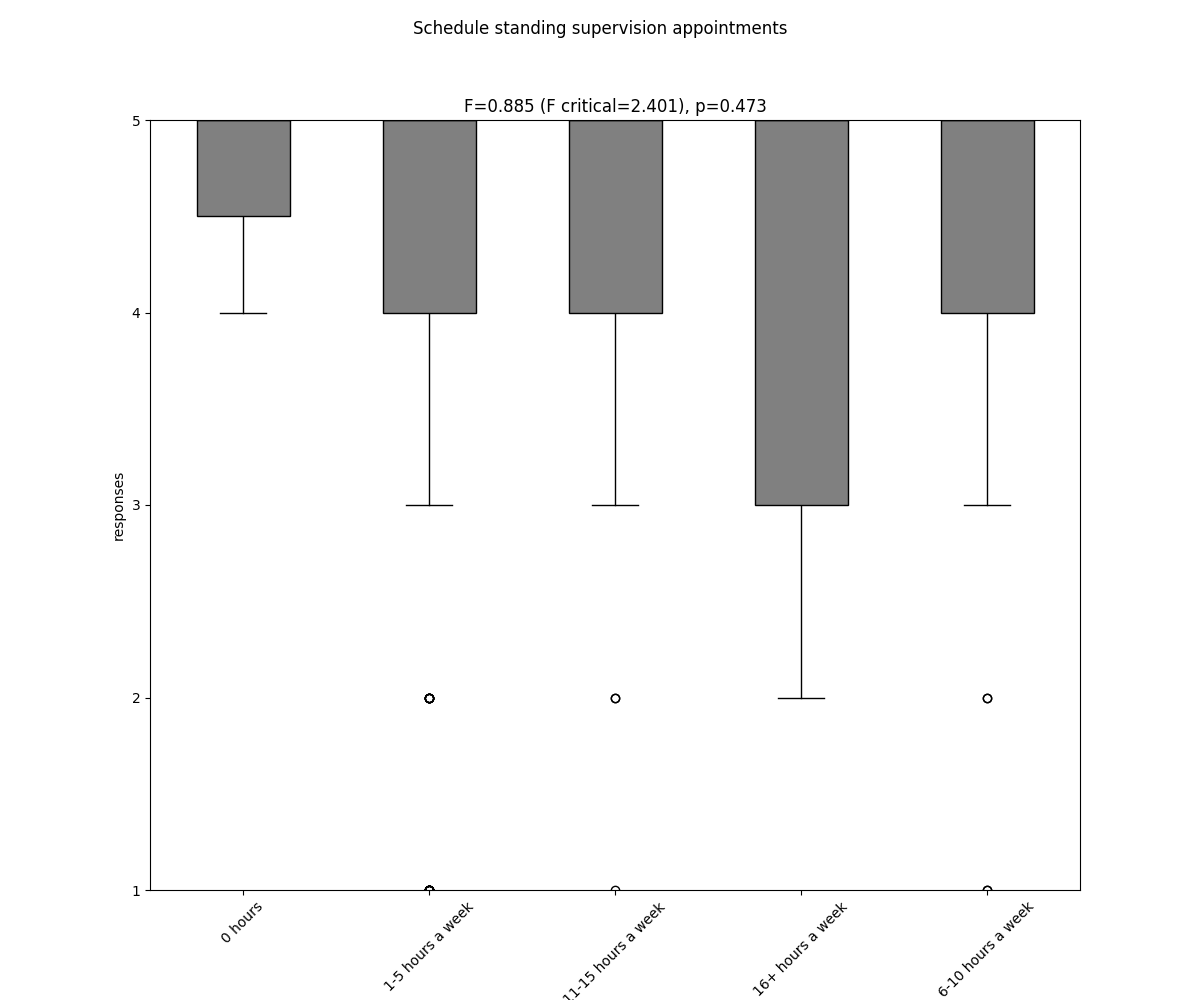 Schedule standing supervision appointments
F=0.885 (F critical=2.401), p=0.473
5
4
3
2
1
responses
0 hours
1-5 hours a week
11-15 hours a week
16+ hours a week
6-10 hours a week